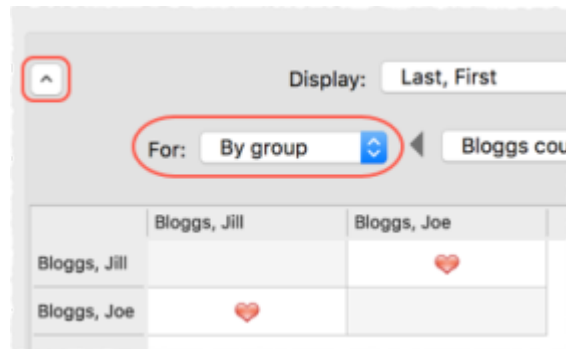 Display: Last, First
For: By group Bloggs cou
Bloggs, Jill Bloggs, Joe
Bloggs, Jill
Bloggs, Joe